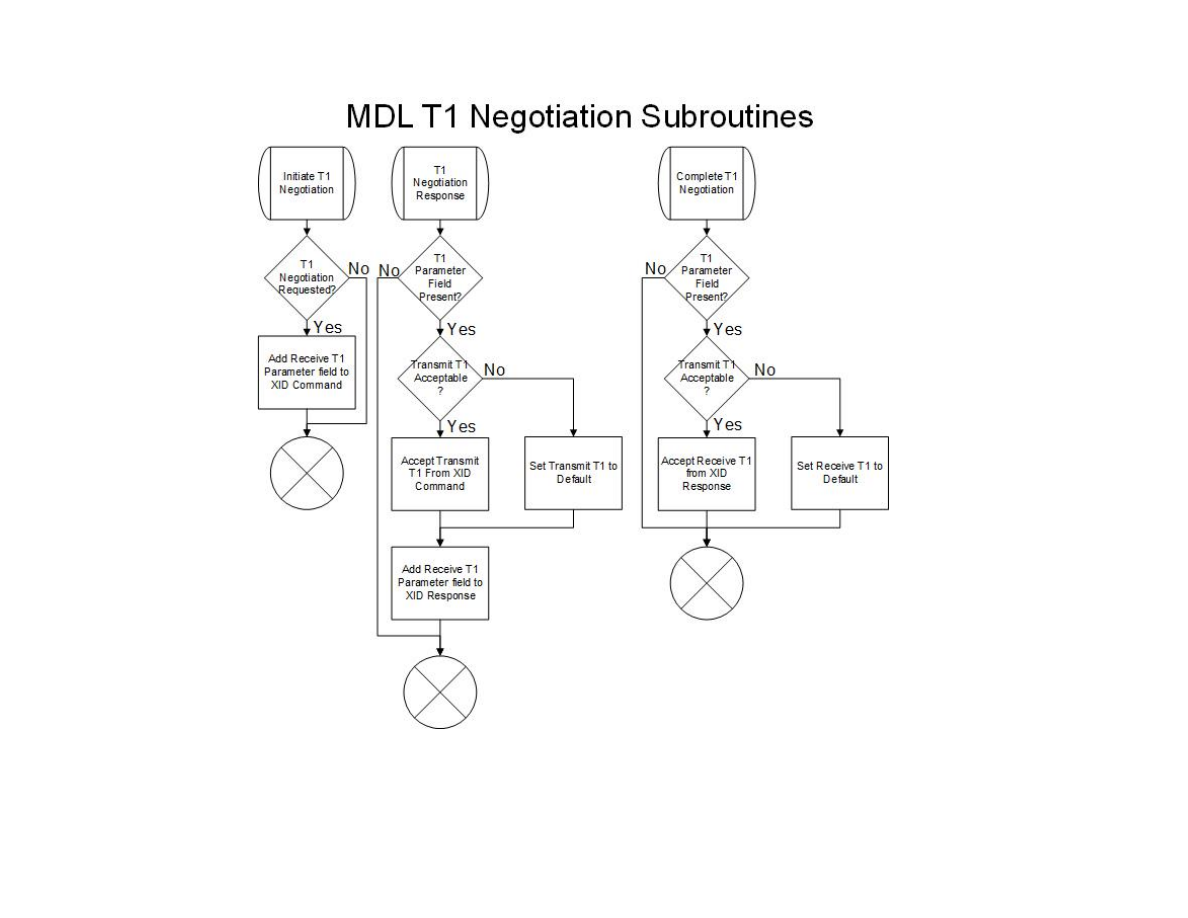 MDL T1 Negotiation Subroutines
Initiate T1
Negotiation
T1
Negotiation
Requested?
No
Yes
Add Receive T1
Parameter field to
XID Command
T1
Negotiation
Response
No
T1
Parameter
Field
Present?
Yes
Transmit T1
Acceptable
?
No
Yes
Accept Transmit
T1 From XID
Command
Set Transmit T1 to
Default
Add Receive T1
Parameter field to
XID Response
Complete T1
Negotiation
No
T1
Parameter
Field
Present?
Yes
Transmit T1
Acceptable
?
No
Yes
Accept Receive T1
from XID
Response
Set Receive T1 to
Default